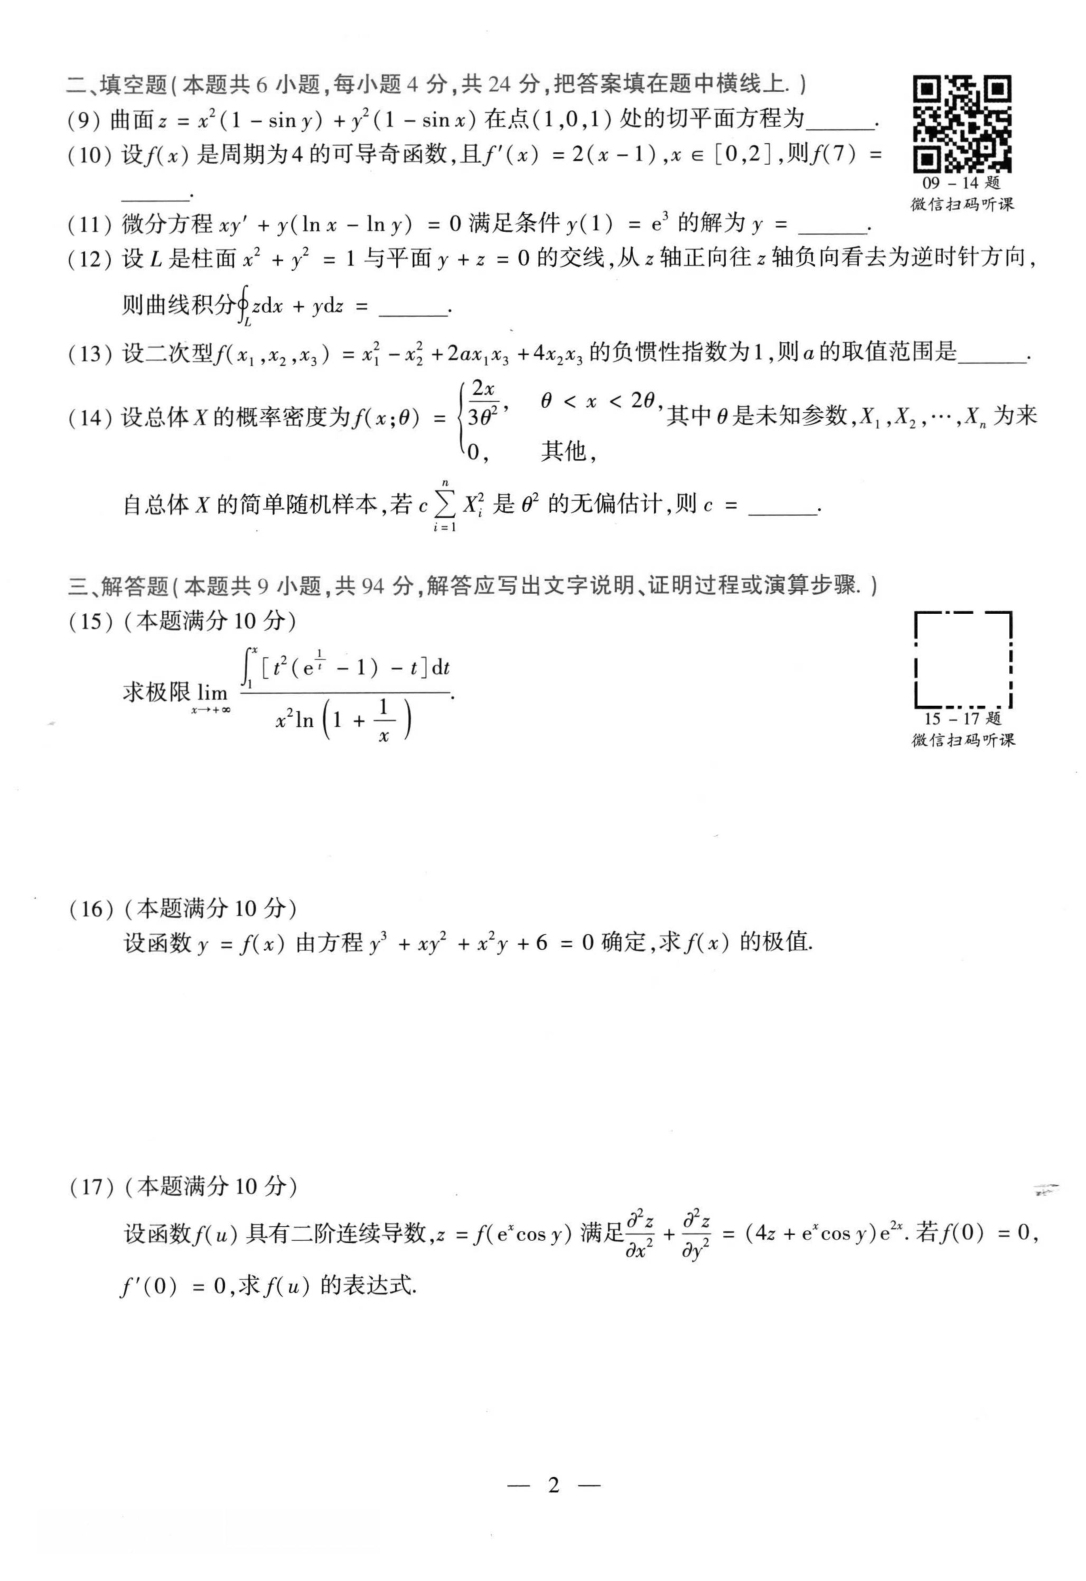 二、填空题(本题共 6 小题,每小题 4 分,共 24 分,把答案填在题中横线上. )
(9) 曲面 z = x²(1 − sin y) + y²(1 − sin x) 在点(1,0,1) 处的切平面方程为______.
(10) 设f(x) 是周期为4 的可导奇函数,且f′(x) = 2(x − 1),x ∈ [0,2],则f(7) =
______.
09 − 14 题
微信扫码听课
(11) 微分方程 xy′ + y(ln x − ln y) = 0 满足条件 y(1) = e³ 的解为 y = ______.
(12) 设 L 是柱面 x² + y² = 1 与平面 y + z = 0 的交线,从 z 轴正向往 z 轴负向看去为逆时针方向,
则曲线积分∮_L zdx + ydz = ______.
(13) 设二次型f(x₁,x₂,x₃) = x₁² − x₂² + 2ax₁x₃ + 4x₂x₃ 的负惯性指数为1,则 a 的取值范围是______.
(14) 设总体 X 的概率密度为f(x;θ) = { 2x/3θ², θ < x < 2θ, 0, 其他, 其中 θ 是未知参数,X₁,X₂,⋯,Xₙ 为来
自总体 X 的简单随机样本,若 c ∑_{i=1}^{n} X_i² 是 θ² 的无偏估计,则 c = ______.
三、解答题(本题共 9 小题,共 94 分,解答应写出文字说明、证明过程或演算步骤. )
(15) (本题满分 10 分)
求极限 lim_{x→+∞} ∫₁ˣ[t²(e^{1/t} − 1) − t]dt / x²ln(1 + 1/x).
15 − 17 题
微信扫码听课
(16) (本题满分 10 分)
设函数 y = f(x) 由方程 y³ + xy² + x²y + 6 = 0 确定,求f(x) 的极值.
(17) (本题满分 10 分)
设函数f(u) 具有二阶连续导数,z = f(eˣcos y) 满足 ∂²z/∂x² + ∂²z/∂y² = (4z + eˣcos y)e²ˣ. 若f(0) = 0,
f′(0) = 0,求f(u) 的表达式.
— 2 —